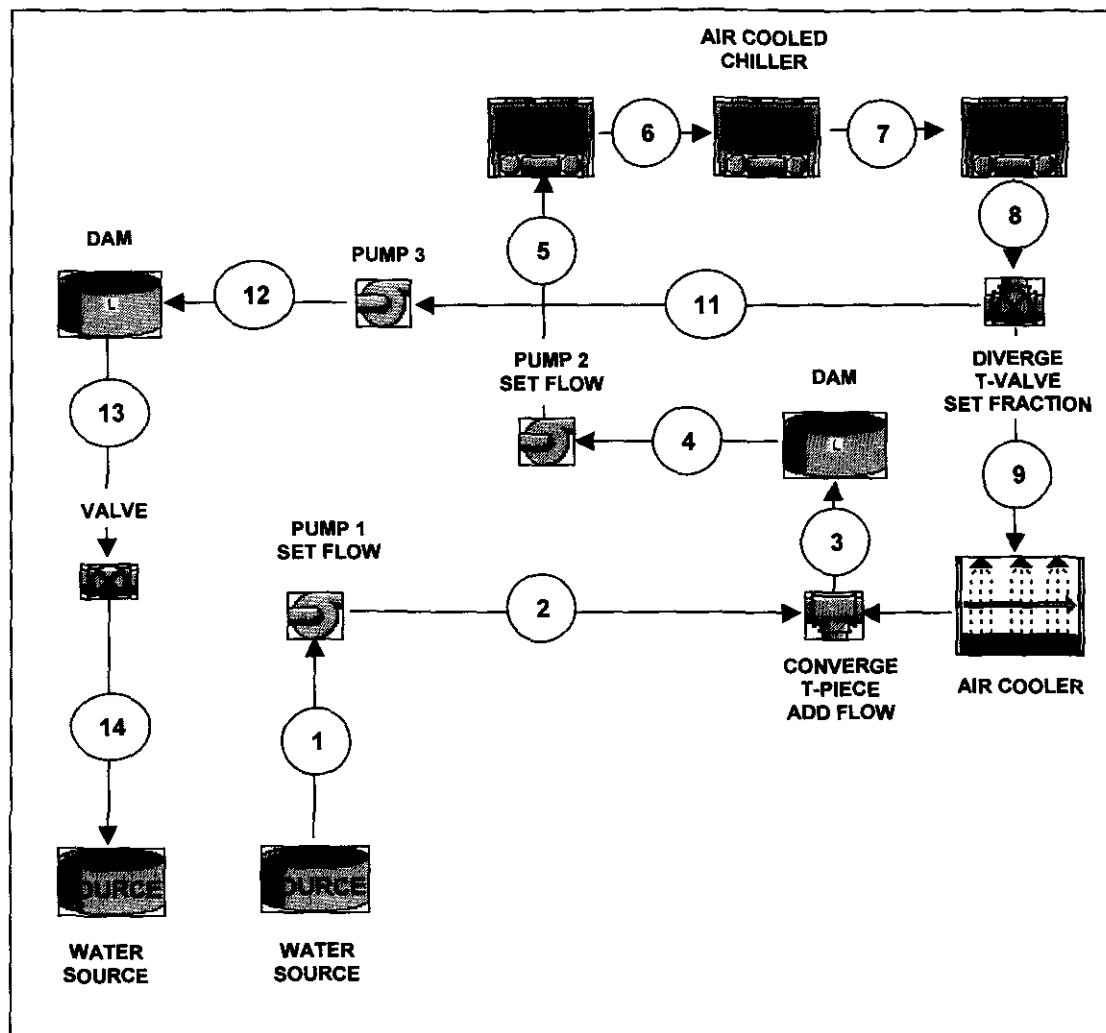 AIR COOLED
CHILLER
6
7
8
DAM
PUMP 3
5
L
12
11
PUMP 2
SET FLOW
DAM
DIVERGE
T-VALVE
SET FRACTION
13
4
L
9
VALVE
PUMP 1
SET FLOW
3
2
CONVERGE
T-PIECE
ADD FLOW
AIR COOLER
14
1
OURCE
OURCE
WATER
SOURCE
WATER
SOURCE